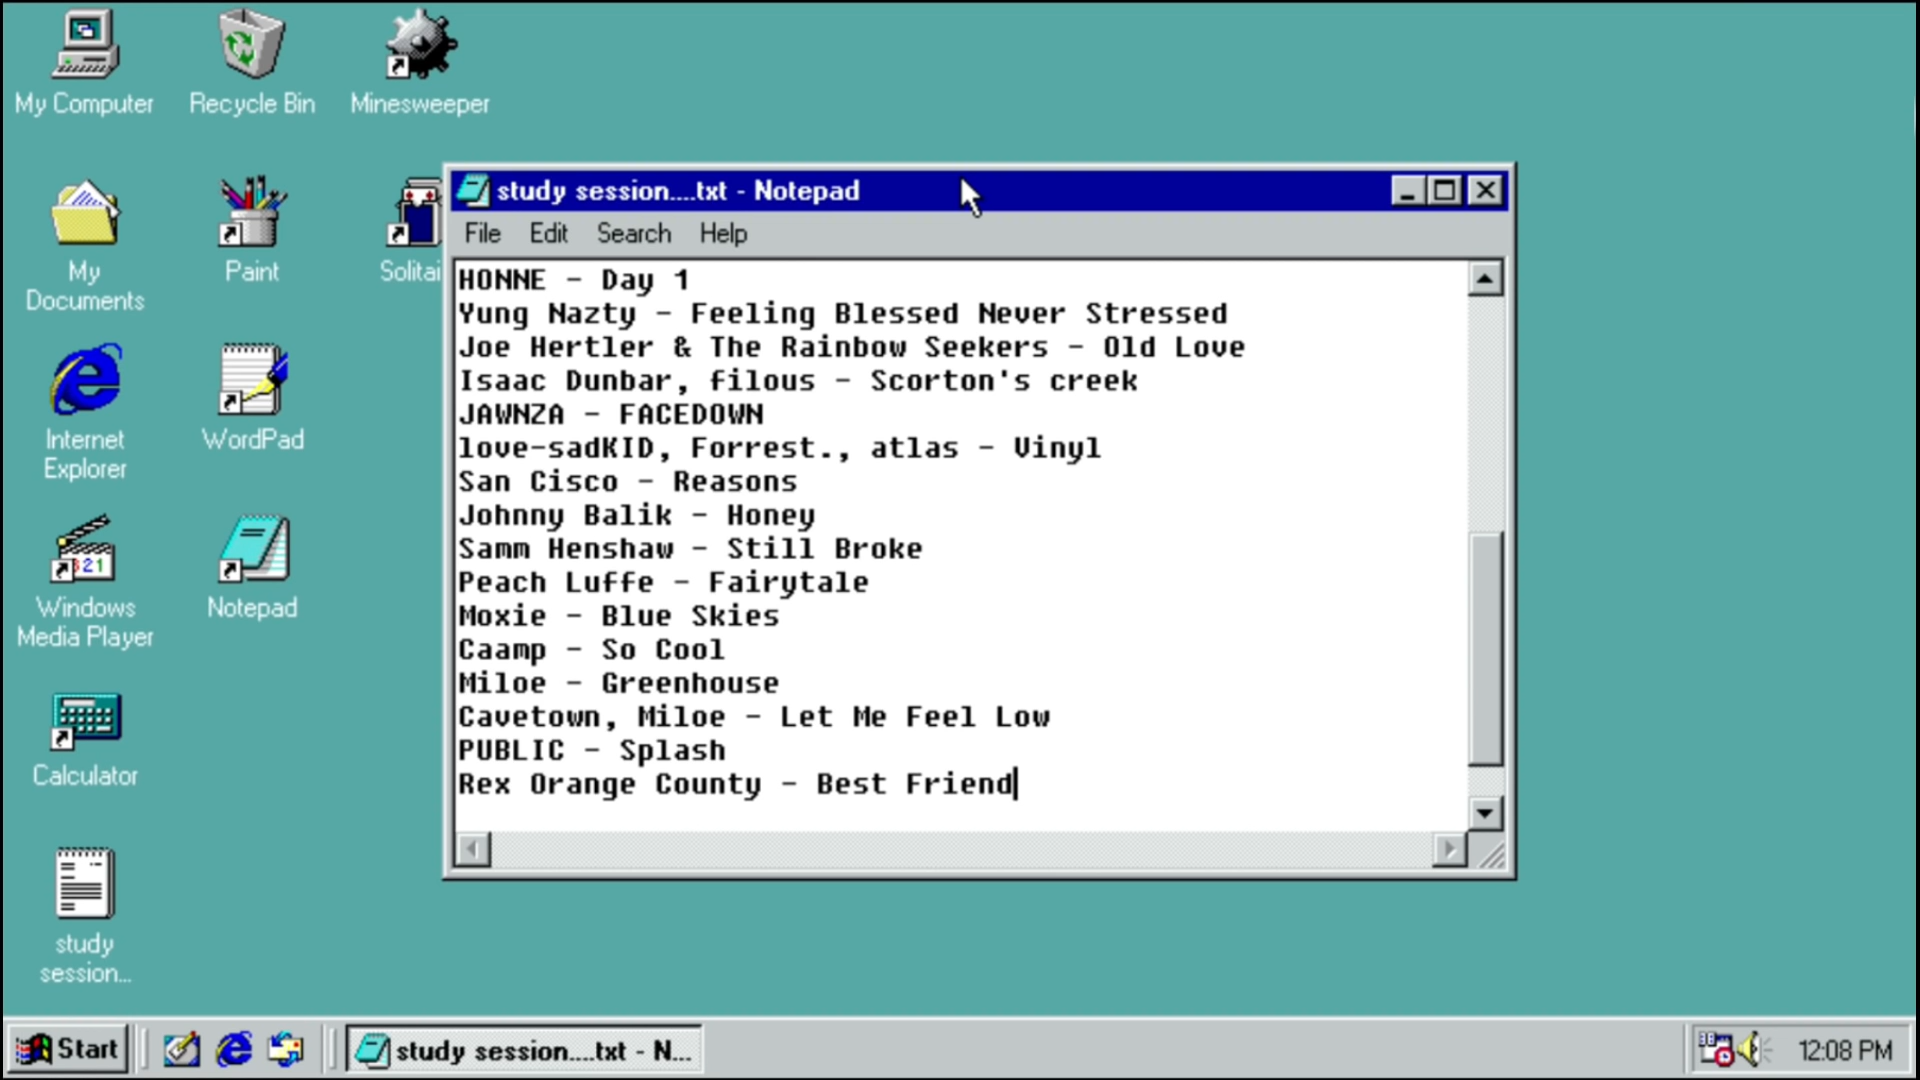 My Computer
Recycle Bin
Minesweeper
My
Documents
Paint
Solitai
Internet
Explorer
WordPad
Windows
Media Player
Notepad
Calculator
study
session...
study session....txt - Notepad
File Edit Search Help
HONNE - Day 1
Yung Nazty - Feeling Blessed Never Stressed
Joe Hertler & The Rainbow Seekers - Old Love
Isaac Dunbar, filous - Scorton's creek
JAWNZA - FACEDOWN
love-sadKID, Forrest., atlas - Vinyl
San Cisco - Reasons
Johnny Balik - Honey
Samm Henshaw - Still Broke
Peach Luffe - Fairytale
Moxie - Blue Skies
Caamp - So Cool
Miloe - Greenhouse
Cavetown, Miloe - Let Me Feel Low
PUBLIC - Splash
Rex Orange County - Best Friend
Start
study session....txt - N...
12:08 PM